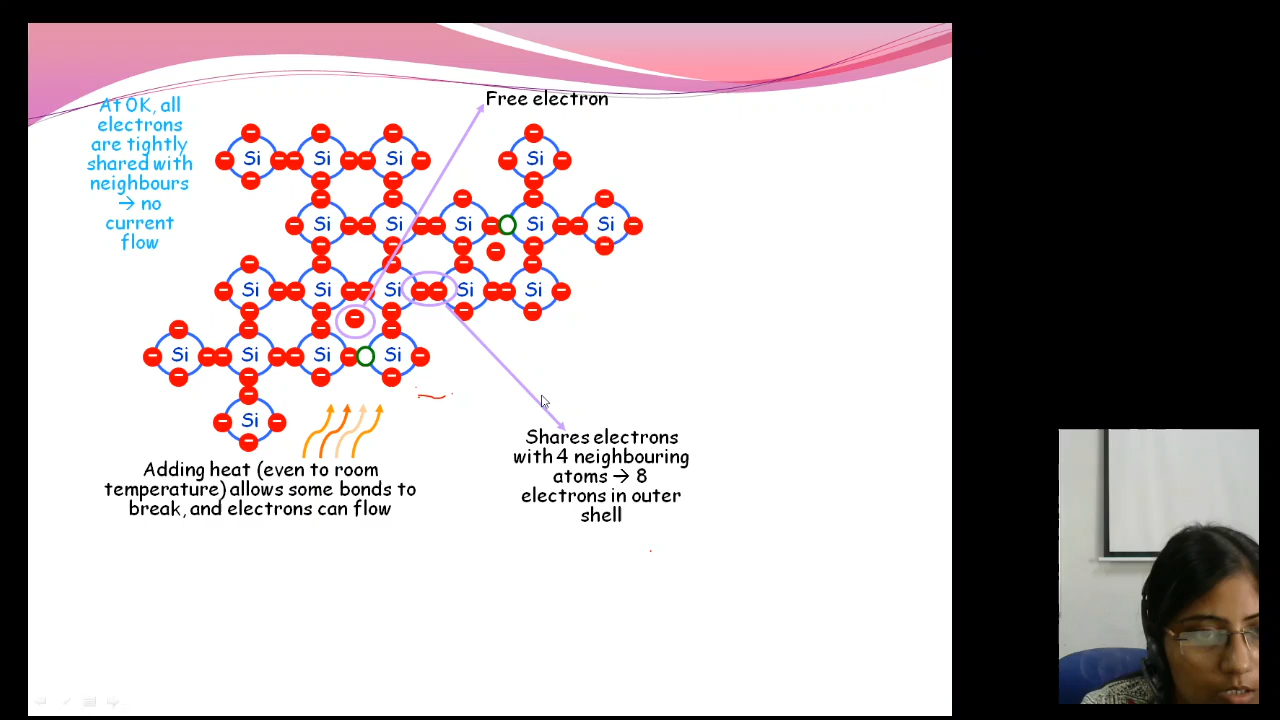 Free electron
At 0K, all
electrons
are tightly
shared with
neighbours
→ no
current
flow
Si Si Si Si
Si Si Si Si Si
Si Si Si Si Si
Si Si Si Si
Si
Adding heat (even to room
temperature) allows some bonds to
break, and electrons can flow
Shares electrons
with 4 neighbouring
atoms → 8
electrons in outer
shell